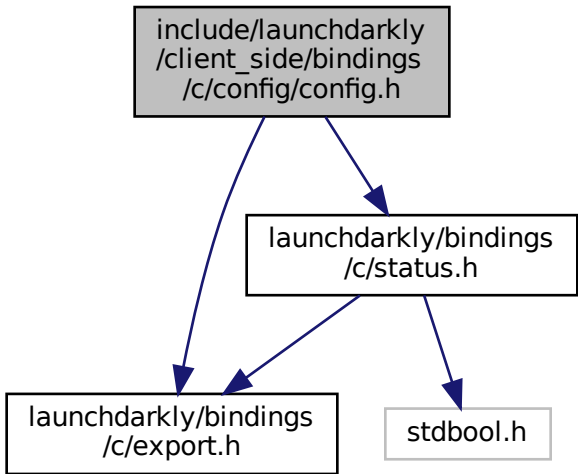 include/launchdarkly
/client_side/bindings
/c/config/config.h
launchdarkly/bindings
/c/status.h
launchdarkly/bindings
/c/export.h
stdbool.h